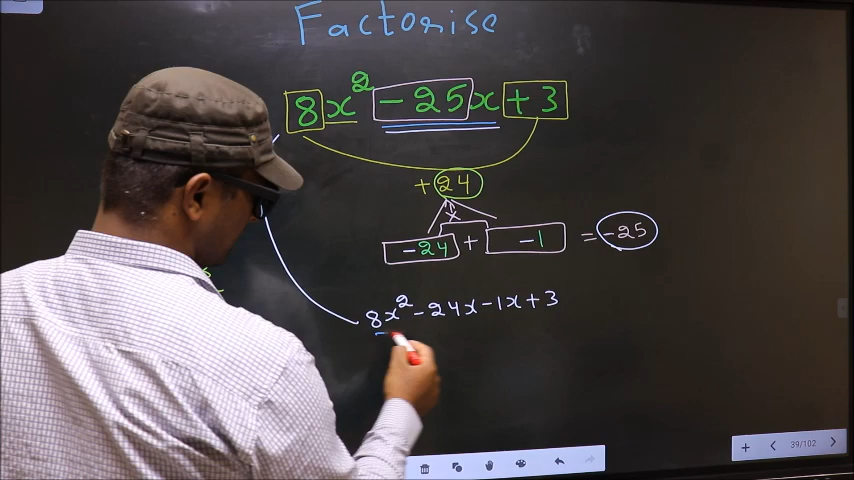 Factorise
8x² - 25x + 3
+ 24
x
- 24 + - 1 = - 25
8x² - 24x - 1x + 3
39/102